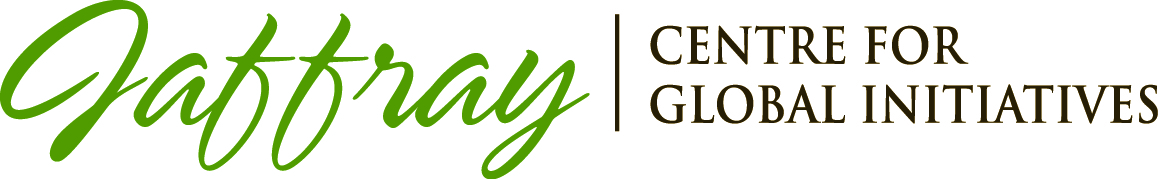 Jaffray
CENTRE FOR
GLOBAL INITIATIVES